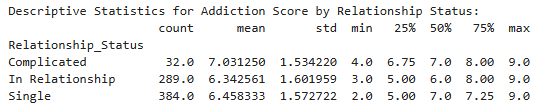 Descriptive Statistics for Addiction Score by Relationship Status:
count mean std min 25% 50% 75% max
Relationship_Status
Complicated 32.0 7.031250 1.534220 4.0 6.75 7.0 8.00 9.0
In Relationship 289.0 6.342561 1.601959 3.0 5.00 6.0 8.00 9.0
Single 384.0 6.458333 1.572722 2.0 5.00 7.0 7.25 9.0